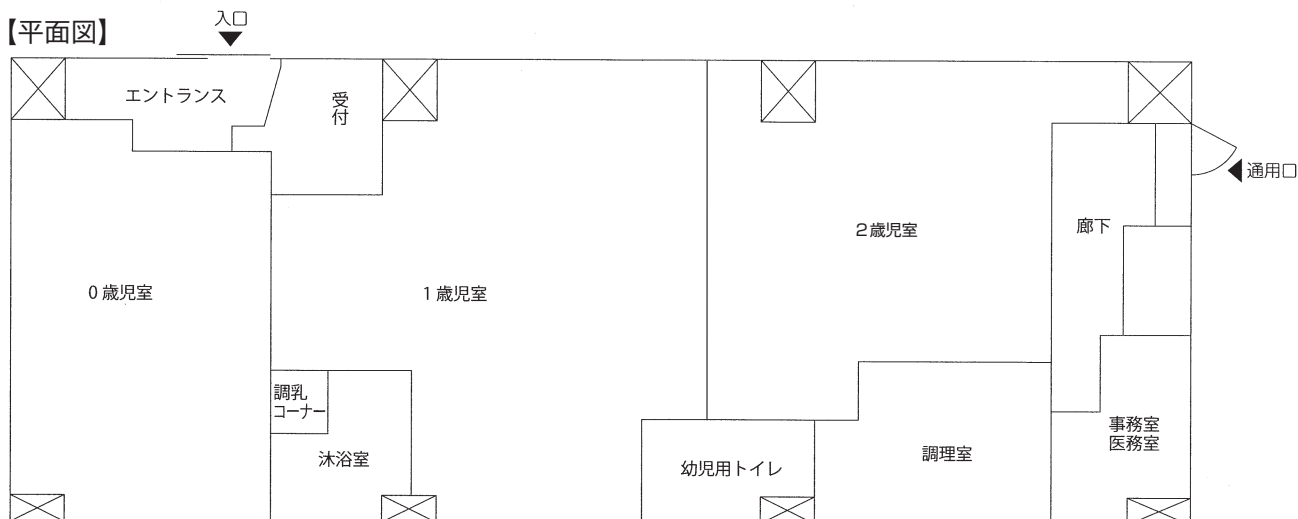 【平面図】
入口
エントランス
受付
通用口
廊下
2歳児室
0歳児室
1歳児室
調乳
コーナー
沐浴室
幼児用トイレ
調理室
事務室
医務室